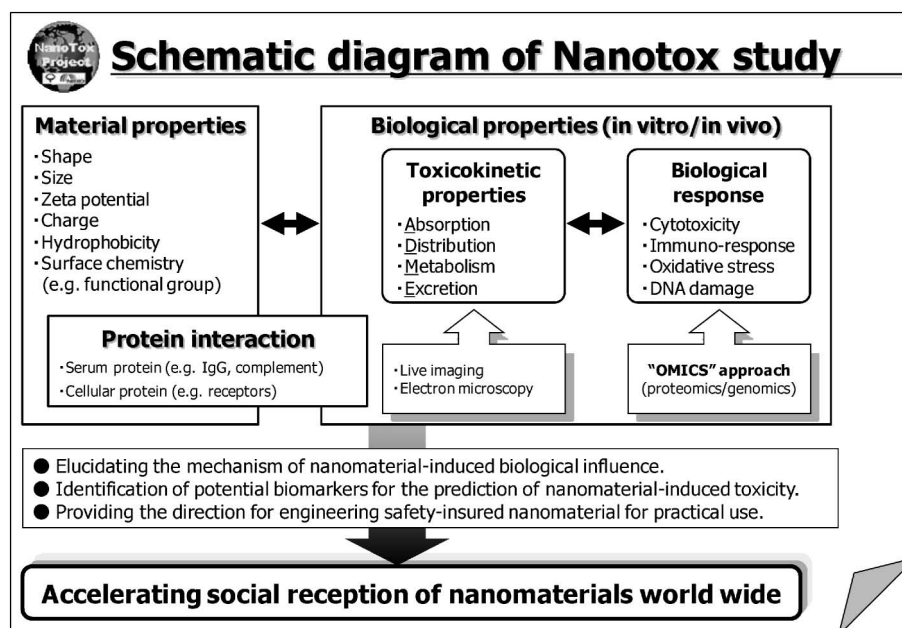 NanoTox
Project
Schematic diagram of Nanotox study
Material properties
・Shape
・Size
・Zeta potential
・Charge
・Hydrophobicity
・Surface chemistry
(e.g. functional group)
Biological properties (in vitro/in vivo)
Toxicokinetic
properties
・Absorption
・Distribution
・Metabolism
・Excretion
Biological
response
・Cytotoxicity
・Immuno-response
・Oxidative stress
・DNA damage
Protein interaction
・Serum protein (e.g. IgG, complement)
・Cellular protein (e.g. receptors)
・Live imaging
・Electron microscopy
“OMICS” approach
(proteomics/genomics)
● Elucidating the mechanism of nanomaterial-induced biological influence.
● Identification of potential biomarkers for the prediction of nanomaterial-induced toxicity.
● Providing the direction for engineering safety-insured nanomaterial for practical use.
Accelerating social reception of nanomaterials world wide